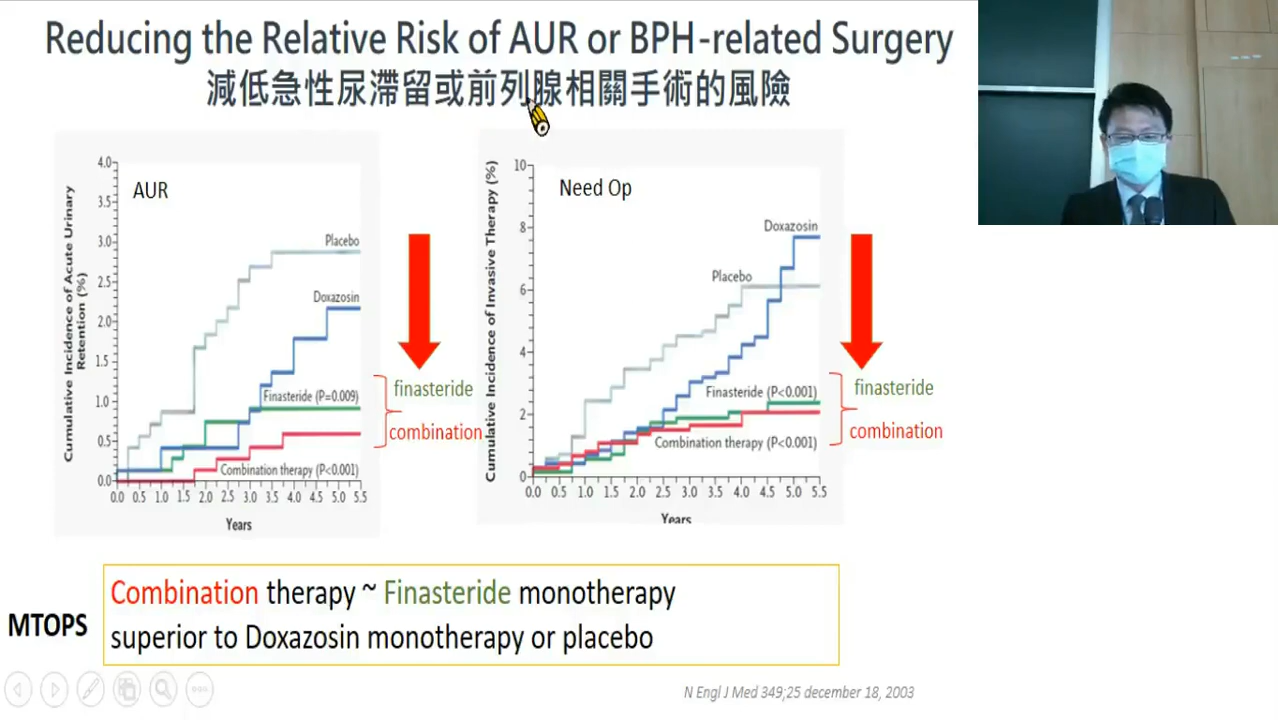 Reducing the Relative Risk of AUR or BPH-related Surgery
減低急性尿滯留或前列腺相關手術的風險
Cumulative Incidence of Acute Urinary
Retention (%)
AUR
4.0
3.5
3.0
2.5
2.0
1.5
1.0
0.5
0.0
Placebo
Doxazosin
Finasteride (P=0.009)
Combination therapy (P<0.001)
0.0 0.5 1.0 1.5 2.0 2.5 3.0 3.5 4.0 4.5 5.0 5.5
Years
finasteride
combination
Cumulative Incidence of Invasive Therapy (%)
Need Op
10
8
6
4
2
0
Doxazosin
Placebo
Finasteride (P<0.001)
Combination therapy (P<0.001)
0.0 0.5 1.0 1.5 2.0 2.5 3.0 3.5 4.0 4.5 5.0 5.5
Years
finasteride
combination
MTOPS
Combination therapy ~ Finasteride monotherapy
superior to Doxazosin monotherapy or placebo
N Engl J Med 349;25 december 18, 2003